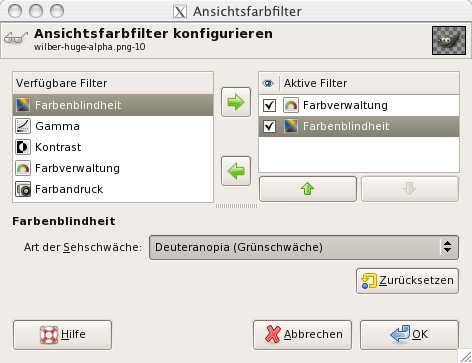 Ansichtsfarbfilter
Ansichtsfarbfilter konfigurieren
wilber-huge-alpha.png-10
Verfügbare Filter
Farbenblindheit
Gamma
Kontrast
Farbverwaltung
Farbandruck
Aktive Filter
Farbverwaltung
Farbenblindheit
Farbenblindheit
Art der Sehschwäche: Deuteranopia (Grünschwäche)
Zurücksetzen
Hilfe Abbrechen OK